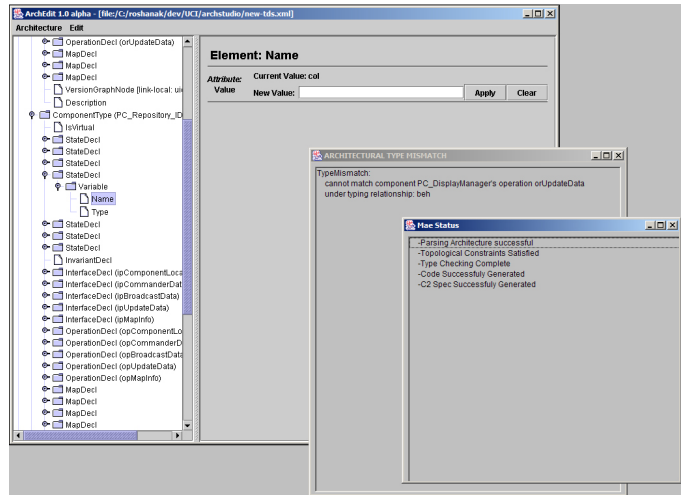 ArchEdit 1.0 alpha - [file:/C:/roshanak/dev/UCI/archstudio/new-tds.xml]
Architecture Edit
OperationDecl (orUpdateData)
MapDecl
MapDecl
MapDecl
VersionGraphNode [link-local: ui
Description
ComponentType (PC_Repository_ID
IsVirtual
StateDecl
StateDecl
StateDecl
StateDecl
Variable
Name
Type
StateDecl
StateDecl
StateDecl
InvariantDecl
InterfaceDecl (ipComponentLoca
InterfaceDecl (ipCommanderDat
InterfaceDecl (ipBroadcastData)
InterfaceDecl (ipUpdateData)
InterfaceDecl (ipMapInfo)
OperationDecl (opComponentLo
OperationDecl (opCommanderD
OperationDecl (opBroadcastData
OperationDecl (opUpdateData)
OperationDecl (opMapInfo)
MapDecl
MapDecl
MapDecl
MapDecl
Element: Name
Attribute: Current Value: col
Value New Value: Apply Clear
ARCHITECTURAL TYPE MISMATCH
TypeMismatch:
cannot match component PC_DisplayManager's operation orUpdateData
under typing relationship: beh
Mae Status
-Parsing Architecture successful
-Topological Constraints Satisfied
-Type Checking Complete
-Code Successfuly Generated
-C2 Spec Successfuly Generated